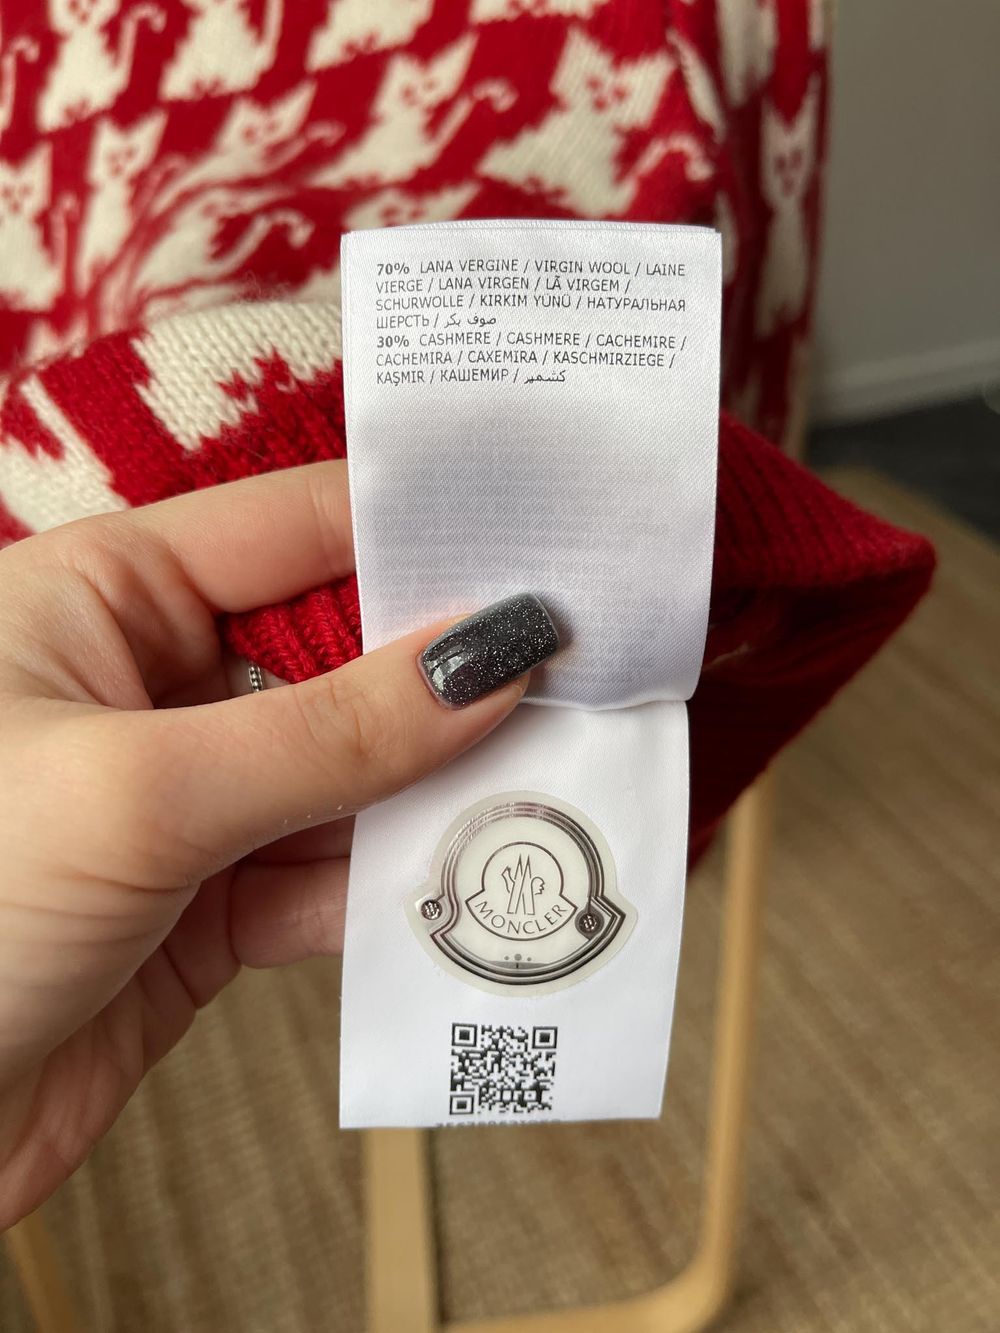 70% LANA VERGINE / VIRGIN WOOL / LAINE
VIERGE / LANA VIRGEN / LÃ VIRGEM /
SCHURWOLLE / KIRKIM YÜNÜ / НАТУРАЛЬНАЯ
ШЕРСТЬ / صوف بكر
30% CASHMERE / CASHMERE / CACHEMIRE /
CACHEMIRA / CAXEMIRA / KASCHMIRZIEGE /
KAŞMIR / КАШЕМИР / كشمير
MONCLER